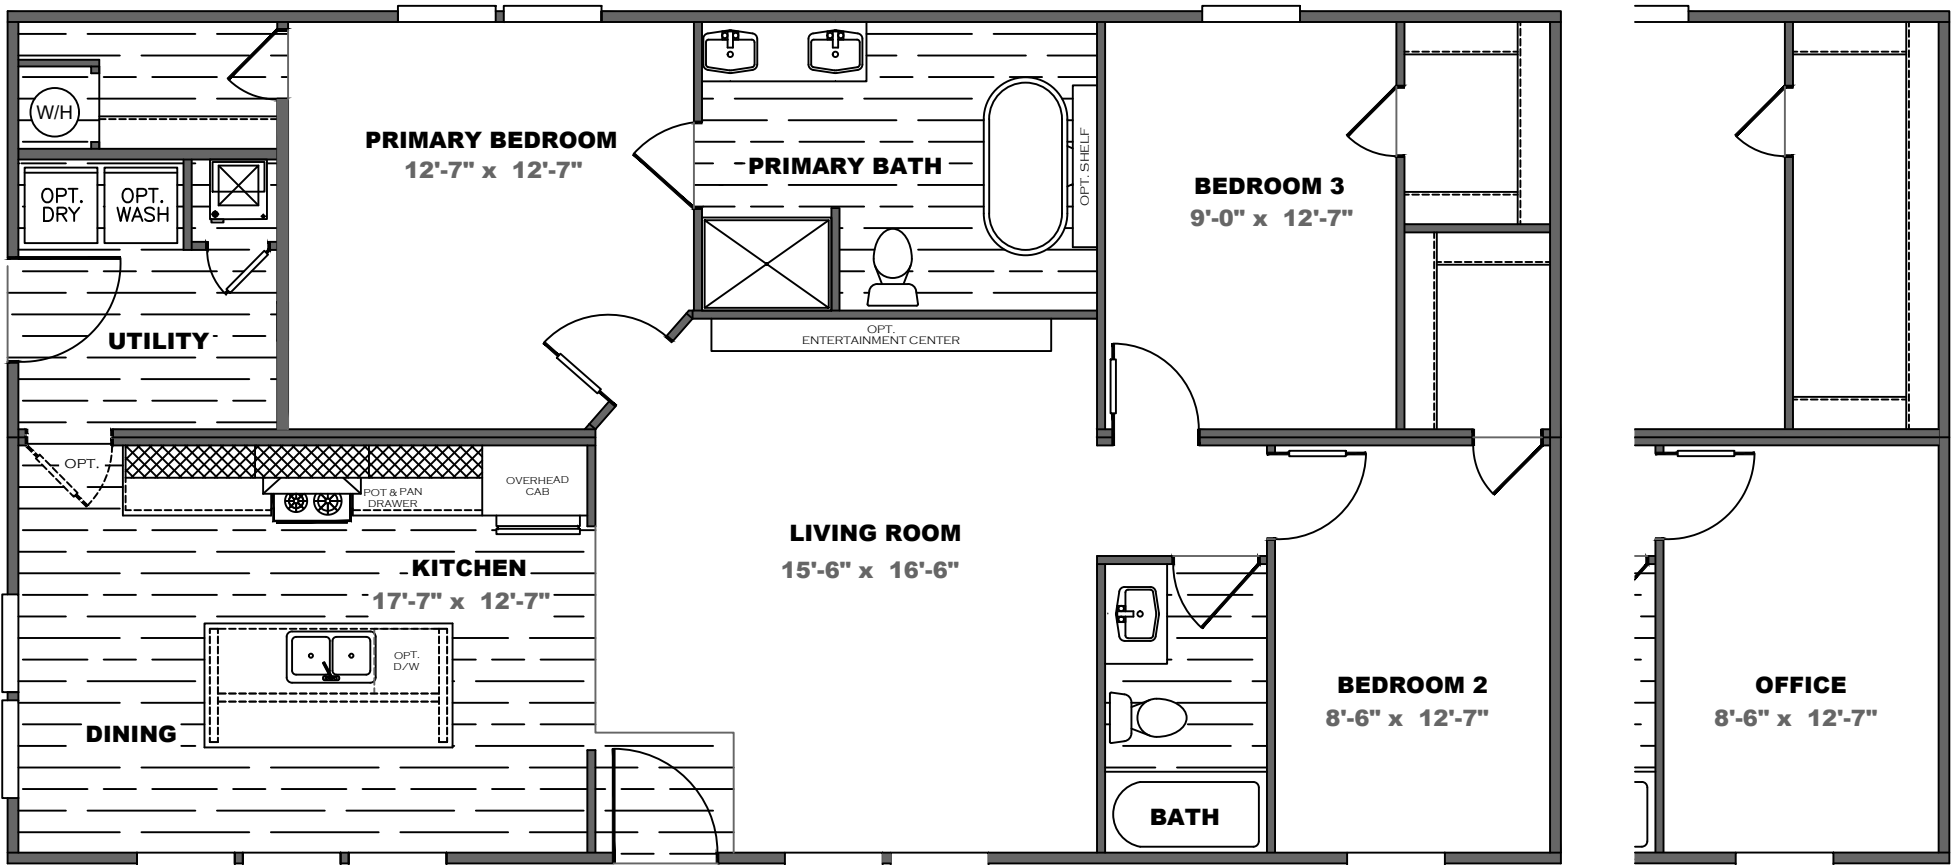 W/H
PRIMARY BEDROOM
12'-7" x 12'-7"
PRIMARY BATH
OPT. SHELF
BEDROOM 3
9'-0" x 12'-7"
OPT.
DRY
OPT.
WASH
UTILITY
OPT.
ENTERTAINMENT CENTER
OPT.
POT & PAN
DRAWER
OVERHEAD
CAB
KITCHEN
17'-7" x 12'-7"
LIVING ROOM
15'-6" x 16'-6"
OPT.
D/W
DINING
BEDROOM 2
8'-6" x 12'-7"
BATH
OFFICE
8'-6" x 12'-7"